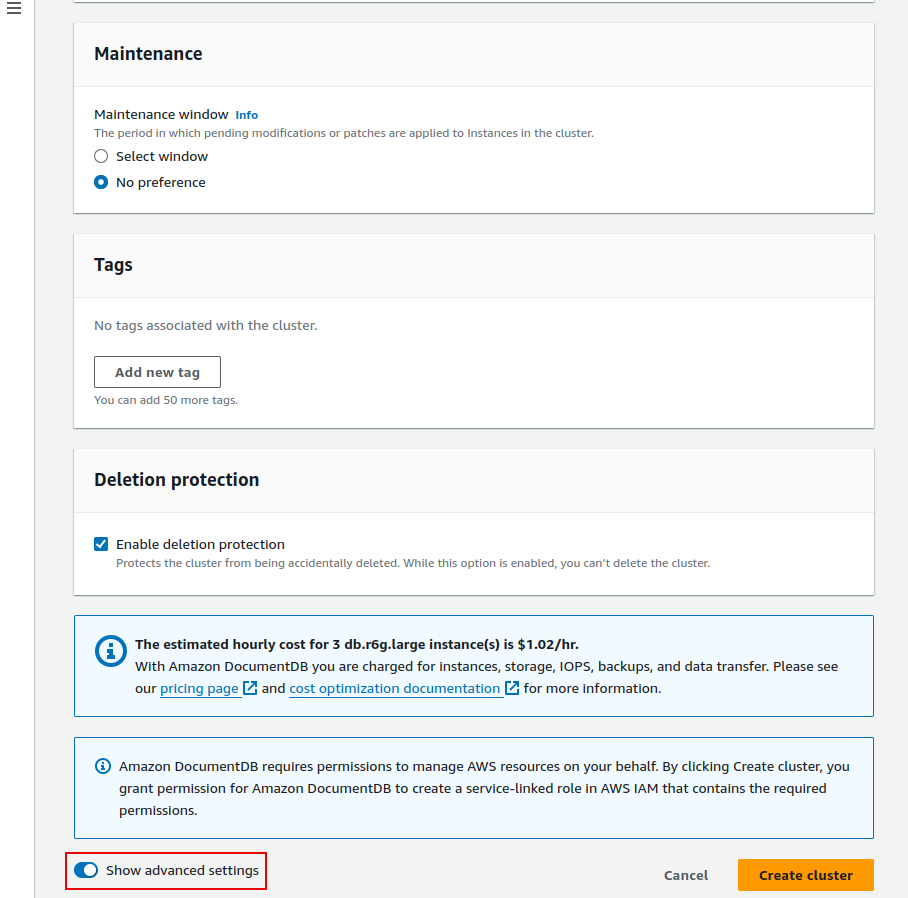 Maintenance
Maintenance window Info
The period in which pending modifications or patches are applied to Instances in the cluster.
Select window
No preference
Tags
No tags associated with the cluster.
Add new tag
You can add 50 more tags.
Deletion protection
Enable deletion protection
Protects the cluster from being accidentally deleted. While this option is enabled, you can’t delete the cluster.
The estimated hourly cost for 3 db.r6g.large instance(s) is $1.02/hr.
With Amazon DocumentDB you are charged for instances, storage, IOPS, backups, and data transfer. Please see
our pricing page and cost optimization documentation for more information.
Amazon DocumentDB requires permissions to manage AWS resources on your behalf. By clicking Create cluster, you
grant permission for Amazon DocumentDB to create a service-linked role in AWS IAM that contains the required
permissions.
Show advanced settings
Cancel
Create cluster